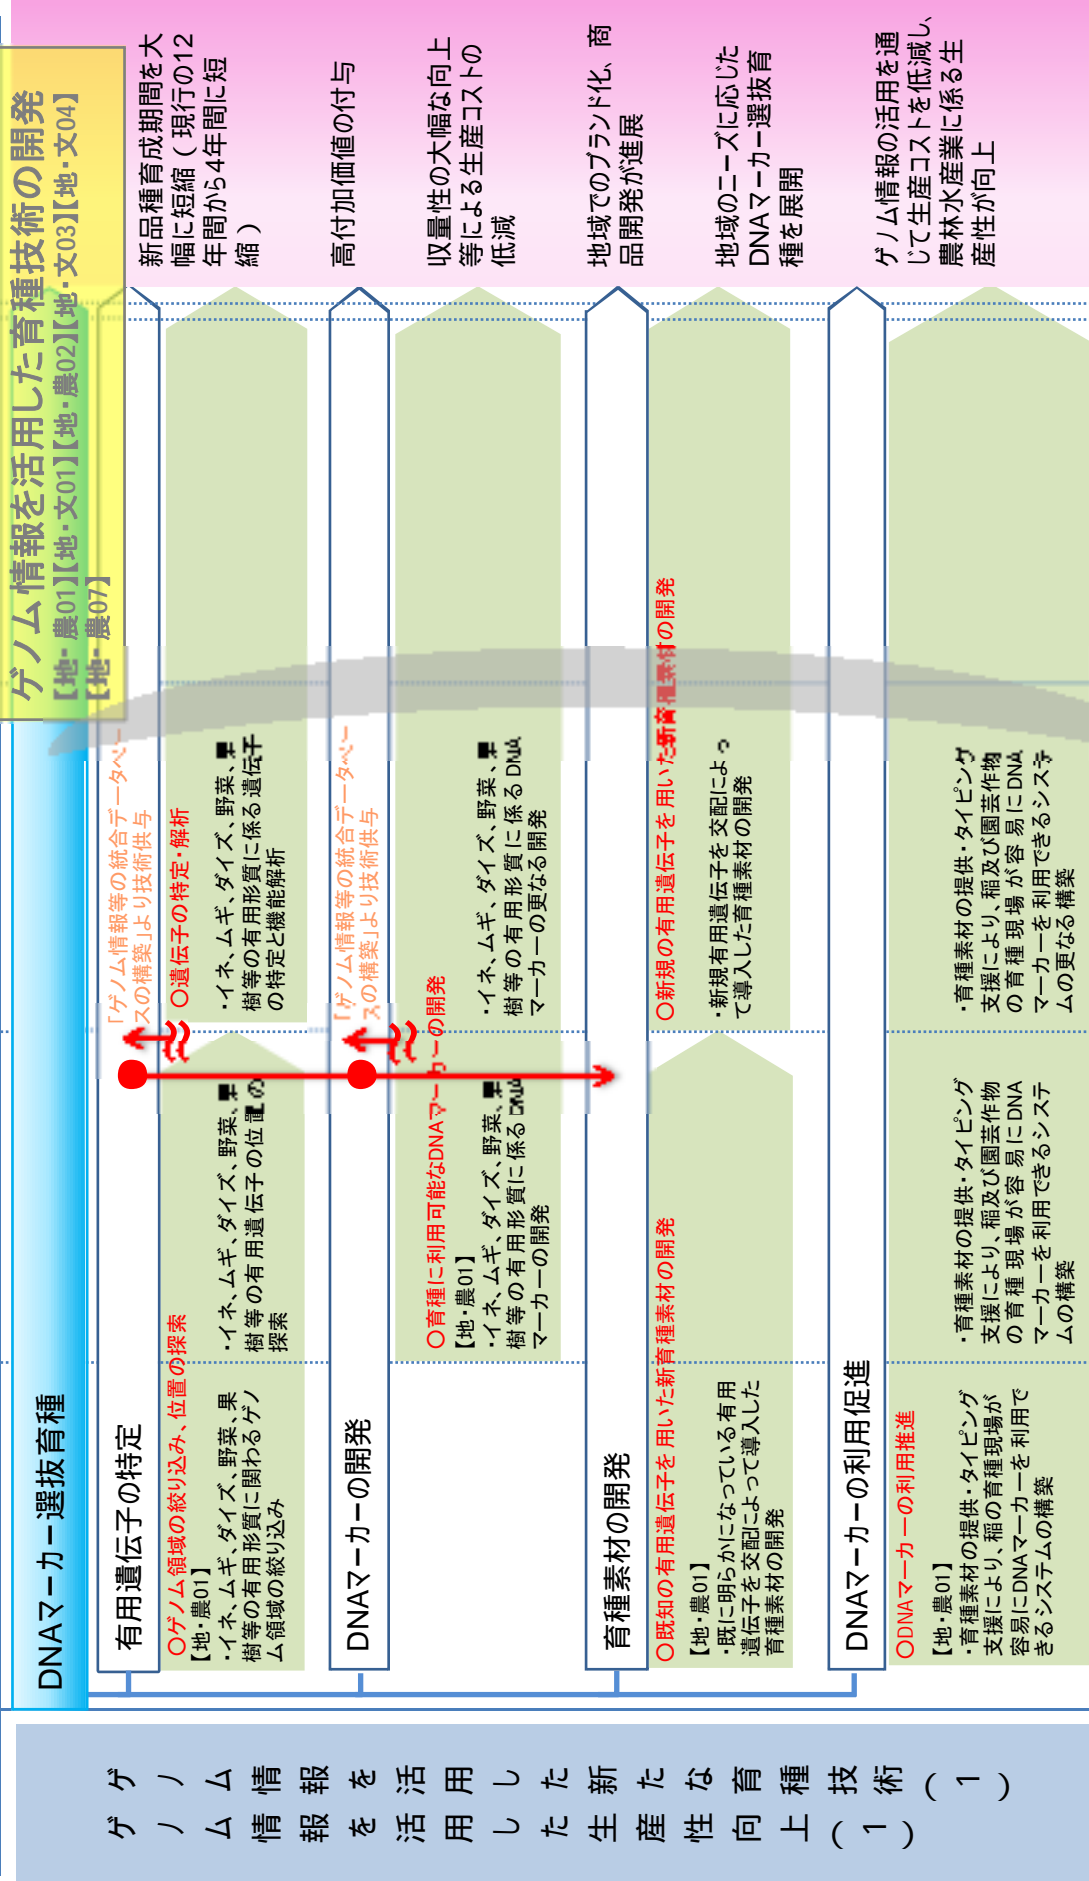 ゲノム情報を活用した新たな育種技術(1)
ゲノム情報を活用した生産性向上(1)
DNAマーカー選抜育種
ゲノム情報を活用した育種技術の開発
【地・農01】【地・文01】【地・農02】【地・文03】【地・文04】
【地・農07】
有用遺伝子の特定
「ゲノム情報等の統合データベー
スの構築」より技術供与
〇ゲノム領域の絞り込み、位置の探索
【地・農01】
・イネ、ムギ、ダイズ、野菜、果
樹等の有用形質に関わるゲノ
ム領域の絞り込み
・イネ、ムギ、ダイズ、野菜、果
樹等の有用遺伝子の位置の
探索
〇遺伝子の特定・解析
・イネ、ムギ、ダイズ、野菜、果
樹等の有用形質に係る遺伝子
の特定と機能解析
新品種育成期間を大
幅に短縮(現行の12
年間から4年間に短
縮)
DNAマーカーの開発
「ゲノム情報等の統合データベー
スの構築」より技術供与
高付加価値の付与
〇育種に利用可能なDNAマーカーの開発
【地・農01】
・イネ、ムギ、ダイズ、野菜、果
樹等の有用形質に係るDNA
マーカーの開発
・イネ、ムギ、ダイズ、野菜、果
樹等の有用形質に係るDNA
マーカーの更なる開発
収量性の大幅な向上
等による生産コストの
低減
育種素材の開発
地域でのブランド化、商
品開発が進展
〇既知の有用遺伝子を用いた新育種素材の開発
【地・農01】
・既に明らかになっている有用
遺伝子を交配によって導入した
育種素材の開発
〇新規の有用遺伝子を用いた新育種素材の開発
・新規有用遺伝子を交配によっ
て導入した育種素材の開発
地域のニーズに応じた
DNAマーカー選抜育
種を展開
DNAマーカーの利用促進
〇DNAマーカーの利用推進
【地・農01】
・育種素材の提供・タイピング
支援により、稲の育種現場が
容易にDNAマーカーを利用で
きるシステムの構築
・育種素材の提供・タイピング
支援により、稲及び園芸作物
の育種現場が容易にDNA
マーカーを利用できるシステ
ムの構築
・育種素材の提供・タイピング
支援により、稲及び園芸作物
の育種現場が容易にDNA
マーカーを利用できるシステ
ムの更なる構築
ゲノム情報の活用を通
じて生産コストを低減し、
農林水産業に係る生
産性が向上